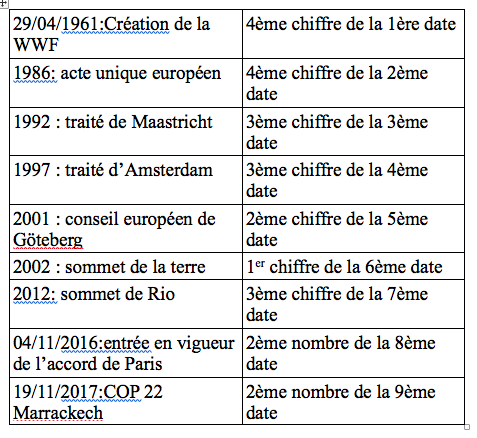 29/04/1961:Création de la
WWF
4ème chiffre de la 1ère date
1986: acte unique européen
4ème chiffre de la 2ème
date
1992 : traité de Maastricht
3ème chiffre de la 3ème
date
1997 : traité d’Amsterdam
3ème chiffre de la 4ème
date
2001 : conseil européen de
Göteberg
2ème chiffre de la 5ème
date
2002 : sommet de la terre
1er chiffre de la 6ème date
2012: sommet de Rio
3ème chiffre de la 7ème
date
04/11/2016:entrée en vigueur
de l’accord de Paris
2ème nombre de la 8ème
date
19/11/2017:COP 22
Marrackech
2ème nombre de la 9ème
date